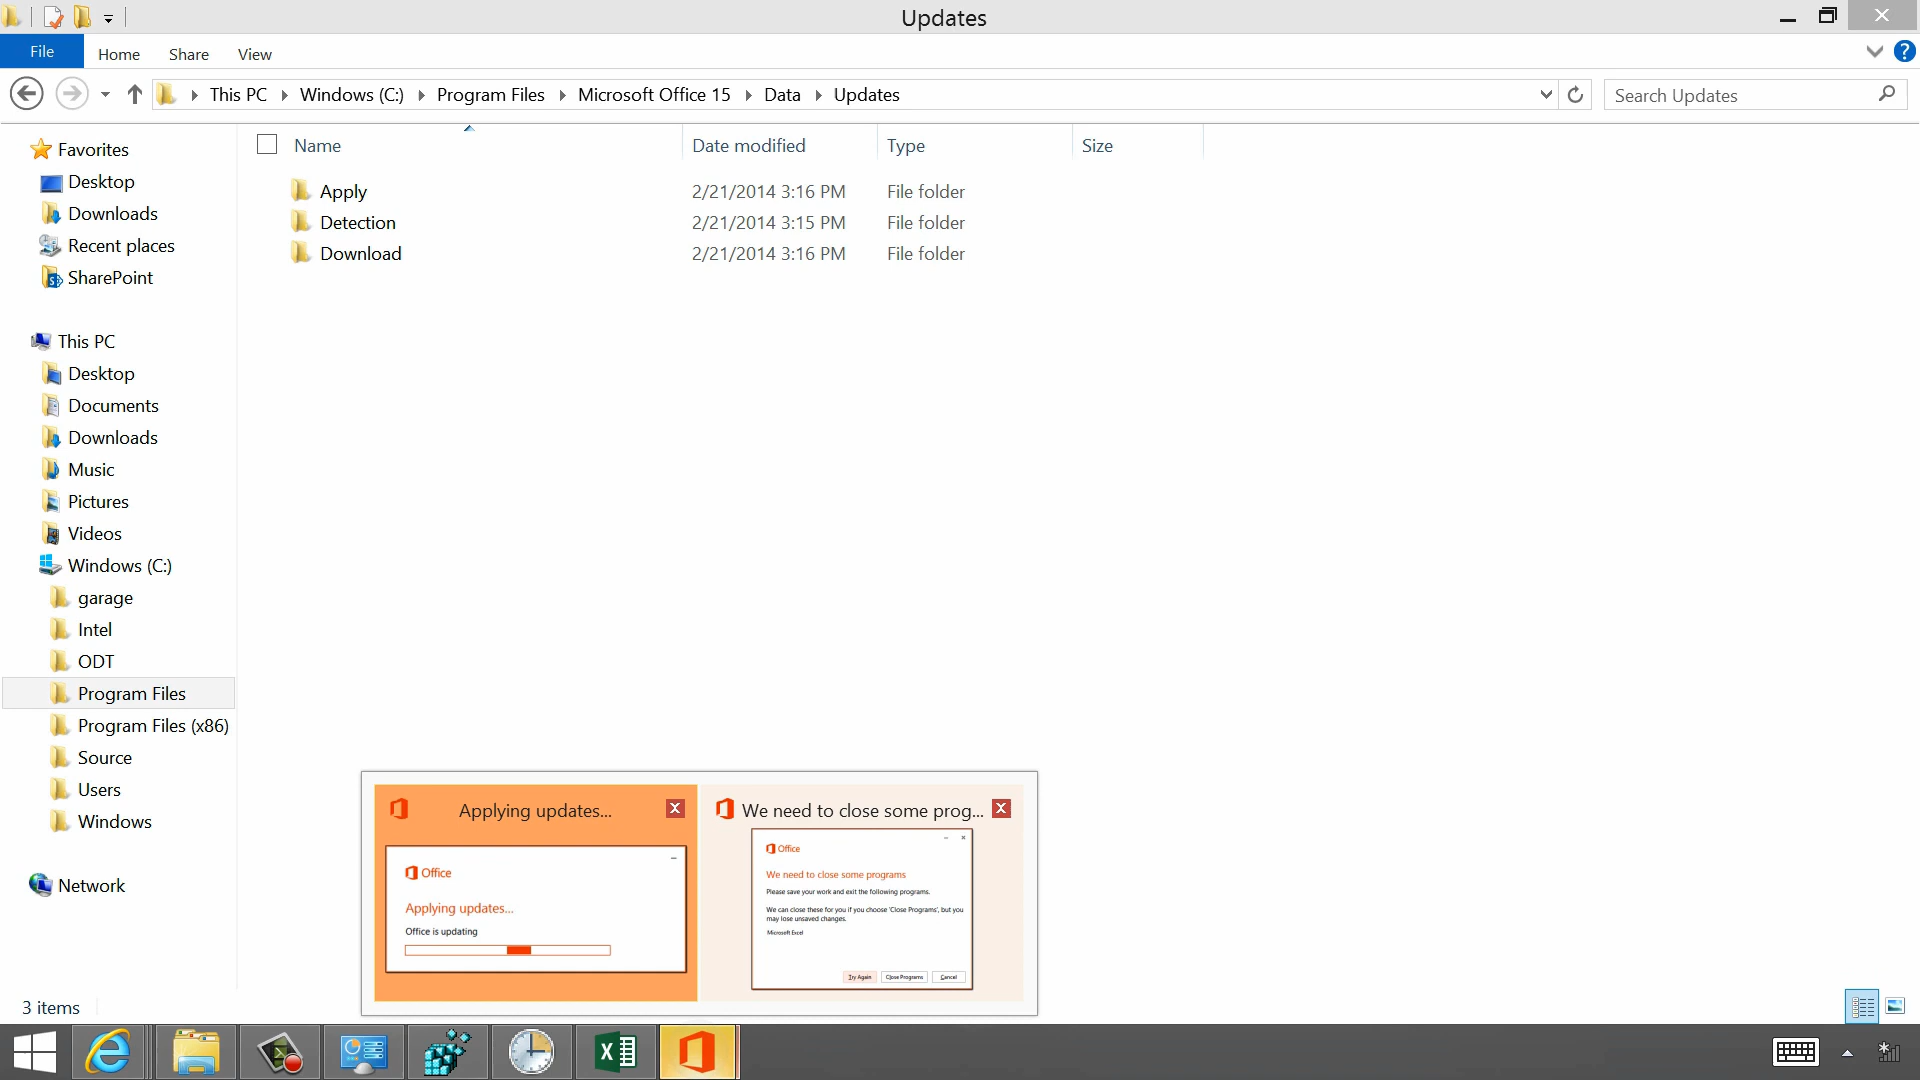 Updates
File
Home
Share
View
This PC
Windows (C:)
Program Files
Microsoft Office 15
Data
Updates
Search Updates
Name
Date modified
Type
Size
Apply
2/21/2014 3:16 PM
File folder
Detection
2/21/2014 3:15 PM
File folder
Download
2/21/2014 3:16 PM
File folder
Favorites
Desktop
Downloads
Recent places
SharePoint
This PC
Desktop
Documents
Downloads
Music
Pictures
Videos
Windows (C:)
garage
Intel
ODT
Program Files
Program Files (x86)
Source
Users
Windows
Network
Applying updates...
Office
Applying updates...
Office is updating
We need to close some prog...
Office
We need to close some programs
Please save your work and exit the following programs.
We can close these for you if you choose 'Close Programs', but you
may lose unsaved changes.
Microsoft Excel
Try Again
Close Programs
Cancel
3 items